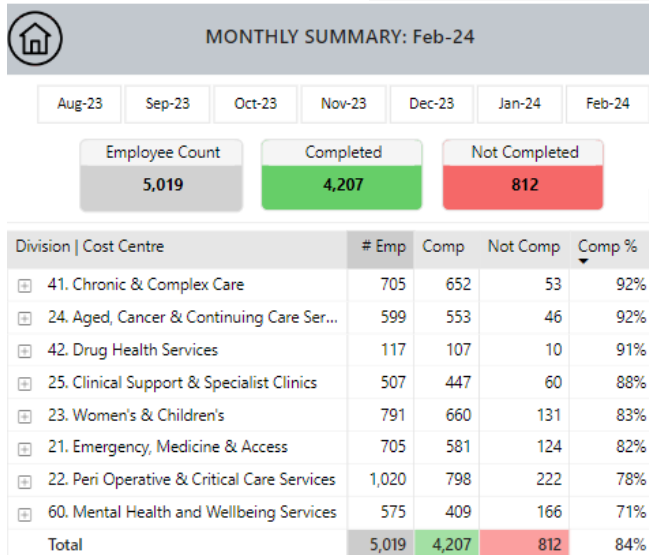 MONTHLY SUMMARY: Feb-24
Aug-23 Sep-23 Oct-23 Nov-23 Dec-23 Jan-24 Feb-24
Employee Count Completed Not Completed
5,019 4,207 812
Division | Cost Centre # Emp Comp Not Comp Comp %
41. Chronic & Complex Care 705 652 53 92%
24. Aged, Cancer & Continuing Care Ser... 599 553 46 92%
42. Drug Health Services 117 107 10 91%
25. Clinical Support & Specialist Clinics 507 447 60 88%
23. Women's & Children's 791 660 131 83%
21. Emergency, Medicine & Access 705 581 124 82%
22. Peri Operative & Critical Care Services 1,020 798 222 78%
60. Mental Health and Wellbeing Services 575 409 166 71%
Total 5,019 4,207 812 84%